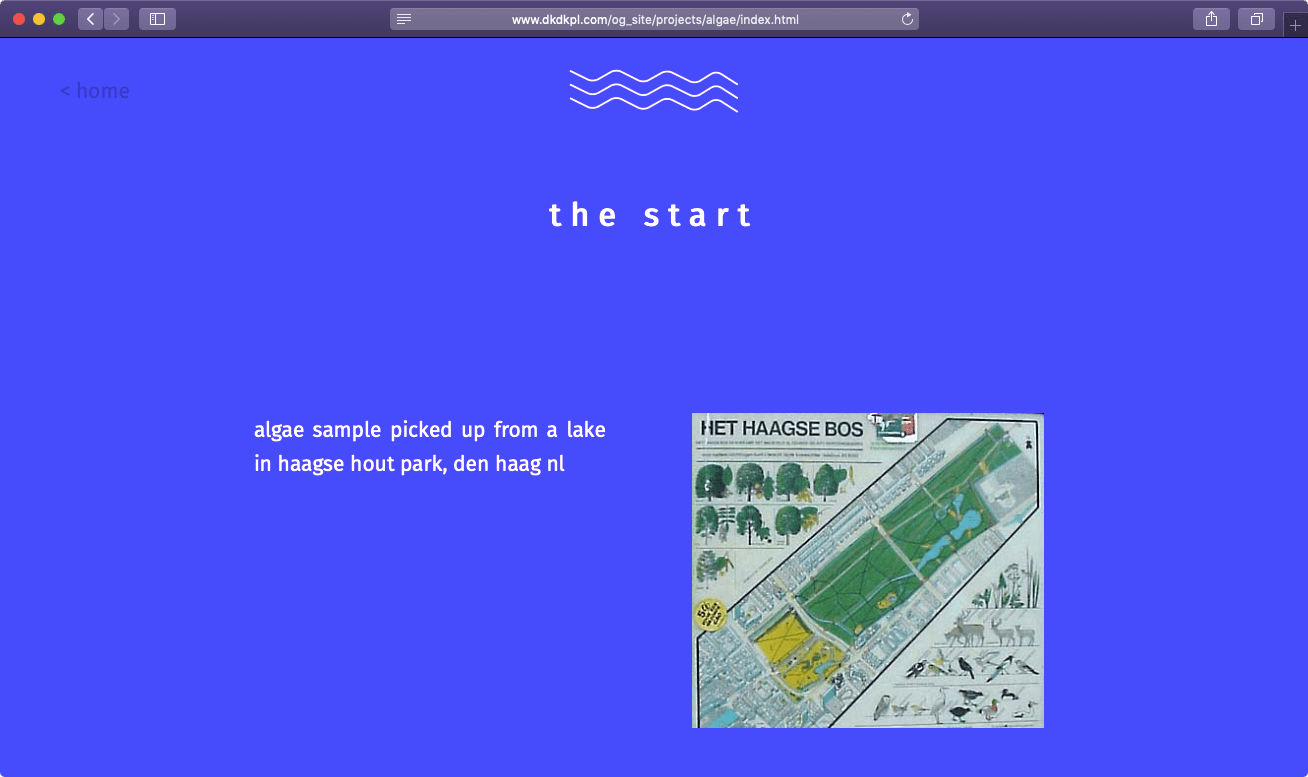 www.dkdkpl.com/og_site/projects/algae/index.html
< home
the start
algae sample picked up from a lake
in haagse hout park, den haag nl
HET HAAGSE BOS